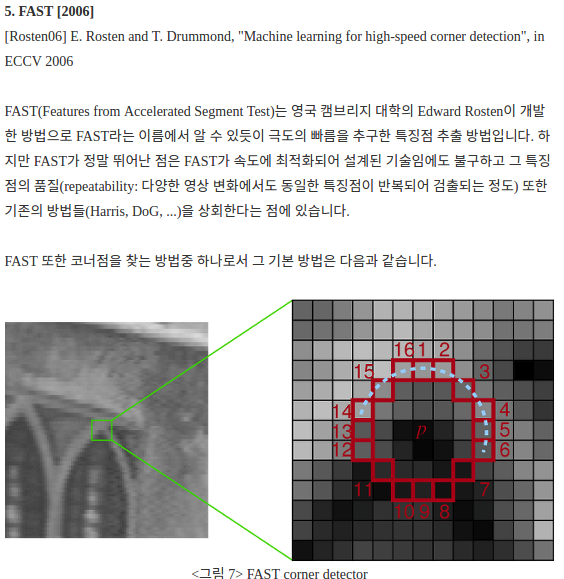 5. FAST [2006]
[Rosten06] E. Rosten and T. Drummond, "Machine learning for high-speed corner detection", in
ECCV 2006
FAST(Features from Accelerated Segment Test)는 영국 캠브리지 대학의 Edward Rosten이 개발
한 방법으로 FAST라는 이름에서 알 수 있듯이 극도의 빠름을 추구한 특징점 추출 방법입니다. 하
지만 FAST가 정말 뛰어난 점은 FAST가 속도에 최적화되어 설계된 기술임에도 불구하고 그 특징
점의 품질(repeatability: 다양한 영상 변화에서도 동일한 특징점이 반복되어 검출되는 정도) 또한
기존의 방법들(Harris, DoG, ...)을 상회한다는 점에 있습니다.
FAST 또한 코너점을 찾는 방법중 하나로서 그 기본 방법은 다음과 같습니다.
16 1 2
15 3
14 4
13 p 5
12 6
11 7
10 9 8
<그림 7> FAST corner detector